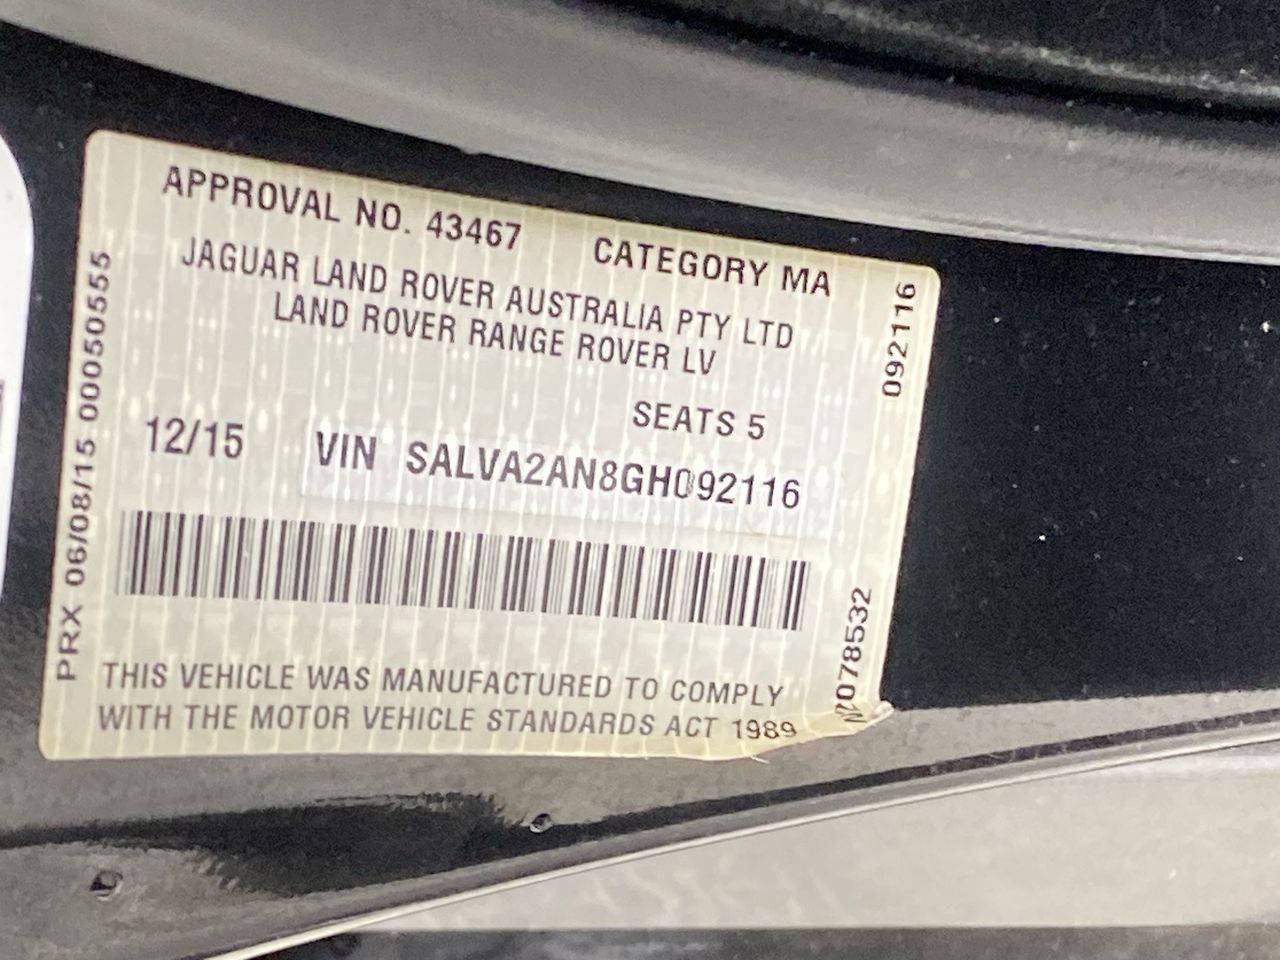 APPROVAL NO. 43467 CATEGORY MA
JAGUAR LAND ROVER AUSTRALIA PTY LTD
LAND ROVER RANGE ROVER LV
SEATS 5
12/15 VIN SALVA2AN8GH092116
THIS VEHICLE WAS MANUFACTURED TO COMPLY
WITH THE MOTOR VEHICLE STANDARDS ACT 1989
PRX 06/08/15 00050555
092116
2078532